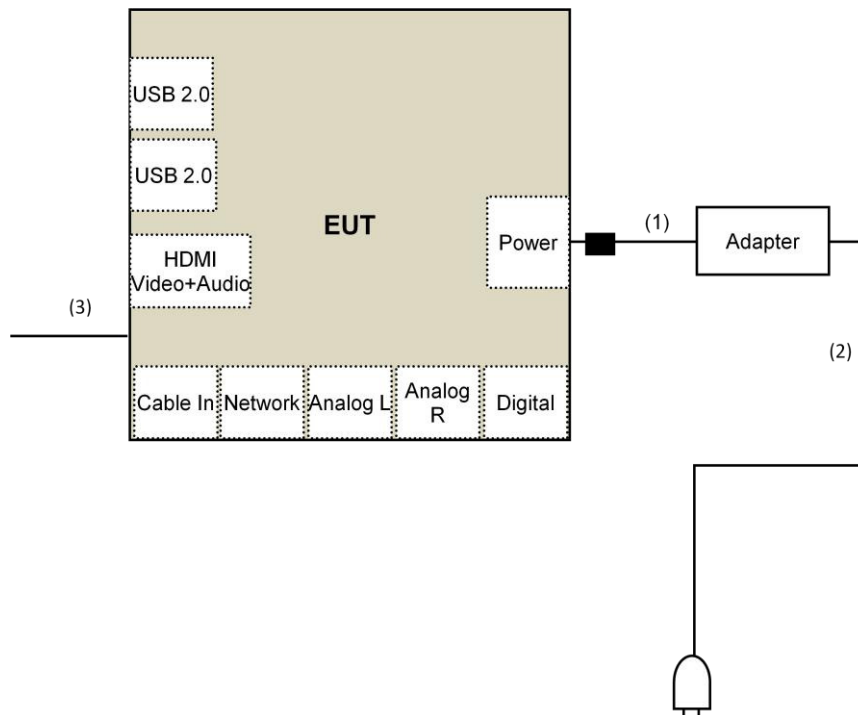 USB 2.0
USB 2.0
EUT
(1)
Power
Adapter
HDMI
Video+Audio
(3)
(2)
Cable In
Network
Analog L
Analog
R
Digital